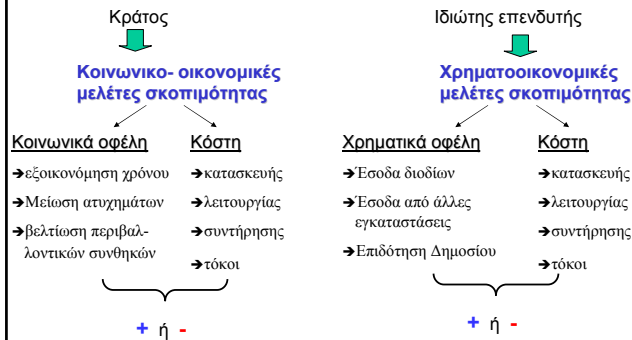 Κράτος
Κοινωνικο- οικονομικές
μελέτες σκοπιμότητας
Κοινωνικά οφέλη
➔εξοικονόμηση χρόνου
➔Μείωση ατυχημάτων
➔βελτίωση περιβαλ-
λοντικών συνθηκών
Κόστη
➔κατασκευής
➔λειτουργίας
➔συντήρησης
➔τόκοι
+ ή -
Ιδιώτης επενδυτής
Χρηματοοικονομικές
μελέτες σκοπιμότητας
Χρηματικά οφέλη
➔Έσοδα διοδίων
➔Έσοδα από άλλες
εγκαταστάσεις
➔Επιδότηση Δημοσίου
Κόστη
➔κατασκευής
➔λειτουργίας
➔συντήρησης
➔τόκοι
+ ή -